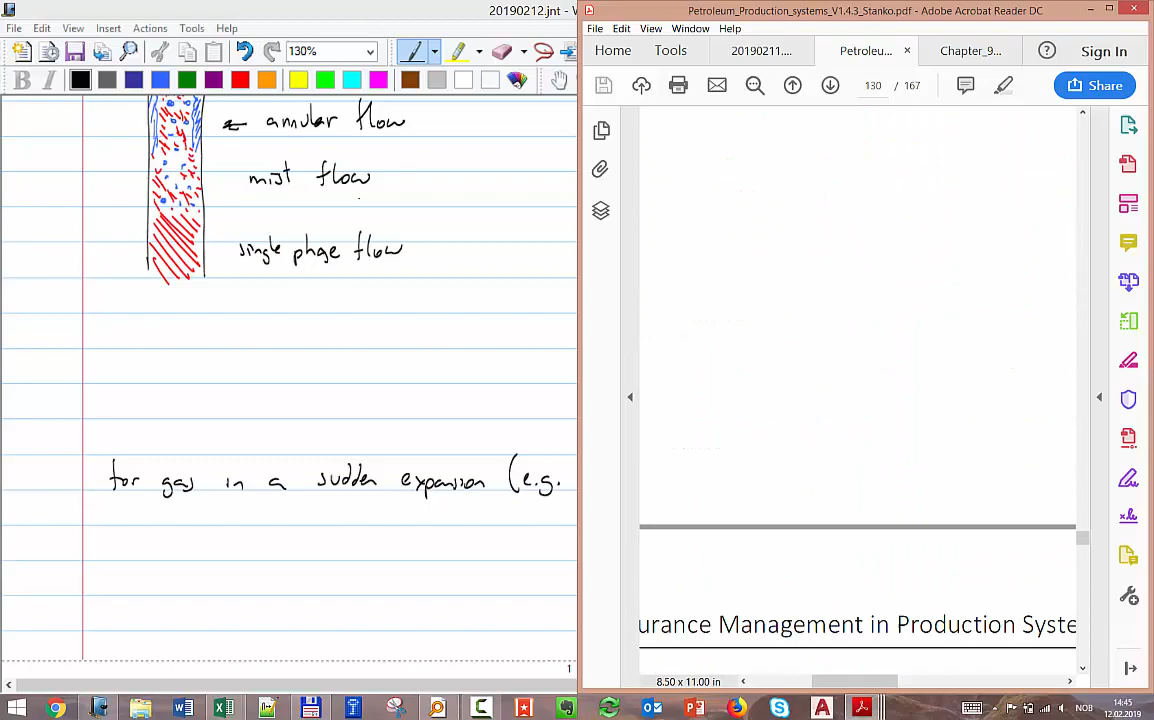 20190212.jnt - W
File Edit View Insert Actions Tools Help
130%
B I
annular flow
mist flow
single phase flow
for gas in a sudden expansion (e.g.
1
Petroleum_Production_systems_V1.4.3_Stanko.pdf - Adobe Acrobat Reader DC
File Edit View Window Help
Home Tools 20190211.... Petroleu... × Chapter_9... Sign In
130 / 167 Share
urance Management in Production Syste
8.50 x 11.00 in
NOB 14:45
12.02.2019